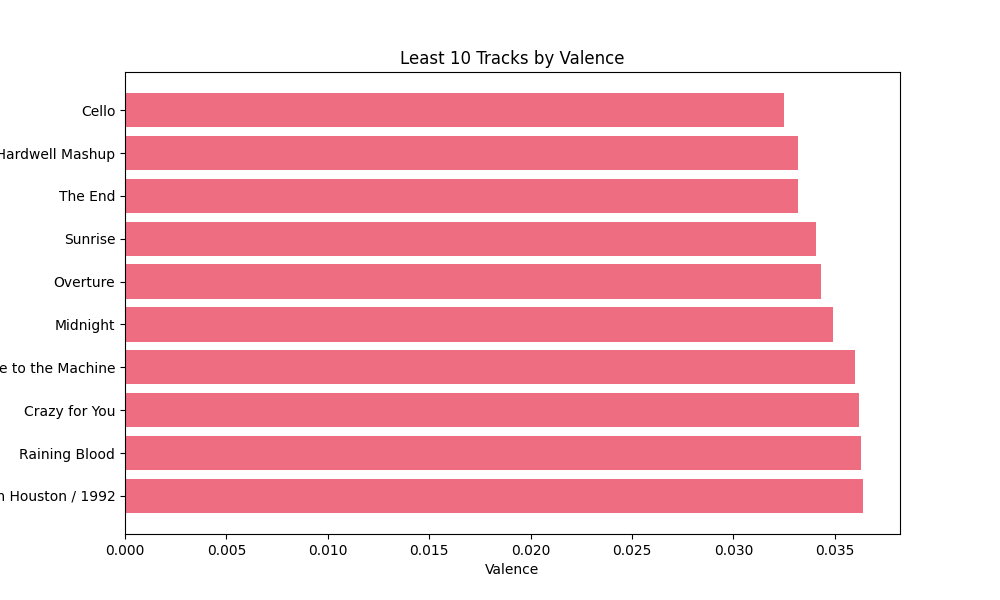 Least 10 Tracks by Valence
Cello
Hardwell Mashup
The End
Sunrise
Overture
Midnight
e to the Machine
Crazy for You
Raining Blood
Houston / 1992
0.000 0.005 0.010 0.015 0.020 0.025 0.030 0.035
Valence